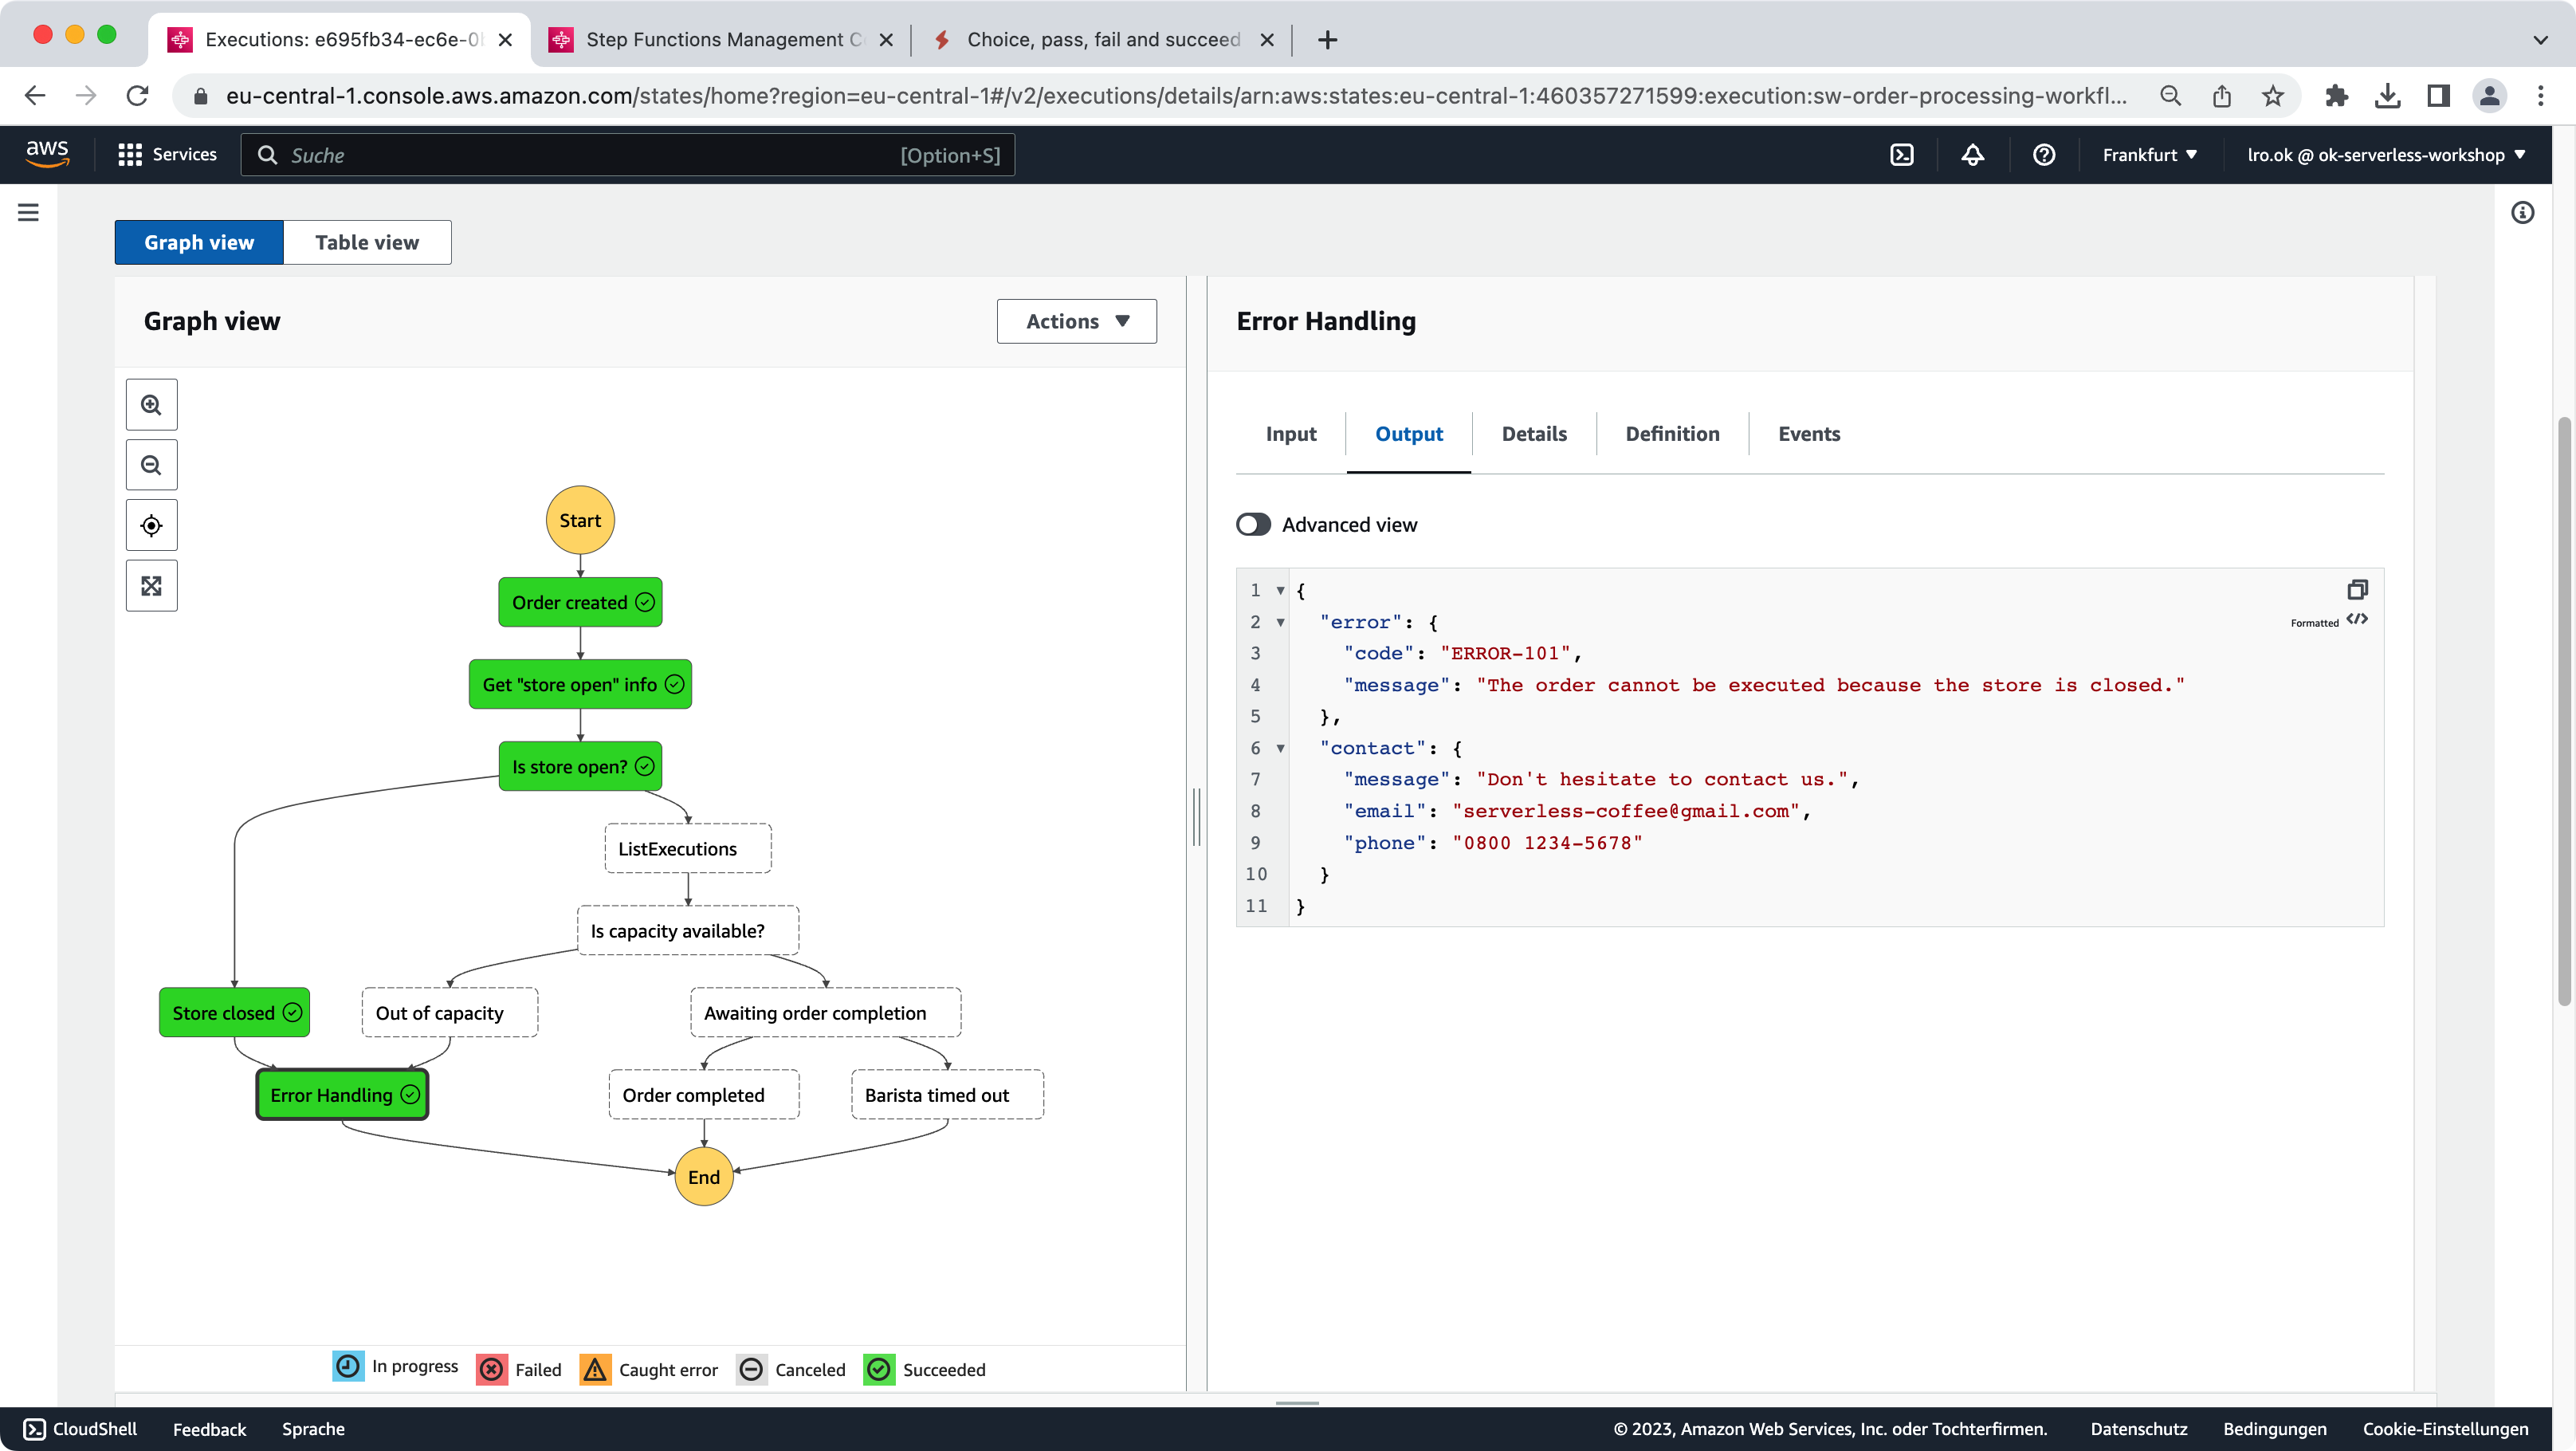 Executions: e695fb34-ec6e-0
Step Functions Management C
Choice, pass, fail and succeed
eu-central-1.console.aws.amazon.com/states/home?region=eu-central-1#/v2/executions/details/arn:aws:states:eu-central-1:460357271599:execution:sw-order-processing-workfl...
aws
Services
Suche
[Option+S]
Frankfurt
lro.ok @ ok-serverless-workshop
Graph view
Table view
Graph view
Actions
Start
Order created
Get "store open" info
Is store open?
ListExecutions
Is capacity available?
Store closed
Out of capacity
Awaiting order completion
Error Handling
Order completed
Barista timed out
End
In progress
Failed
Caught error
Canceled
Succeeded
Error Handling
Input
Output
Details
Definition
Events
Advanced view
Formatted
1 {
2 "error": {
3 "code": "ERROR-101",
4 "message": "The order cannot be executed because the store is closed."
5 },
6 "contact": {
7 "message": "Don't hesitate to contact us.",
8 "email": "serverless-coffee@gmail.com",
9 "phone": "0800 1234-5678"
10 }
11 }
CloudShell
Feedback
Sprache
© 2023, Amazon Web Services, Inc. oder Tochterfirmen.
Datenschutz
Bedingungen
Cookie-Einstellungen